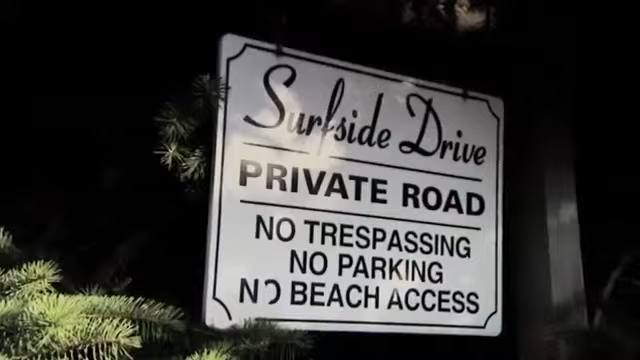 Surfside Drive
PRIVATE ROAD
NO TRESPASSING
NO PARKING
NO BEACH ACCESS